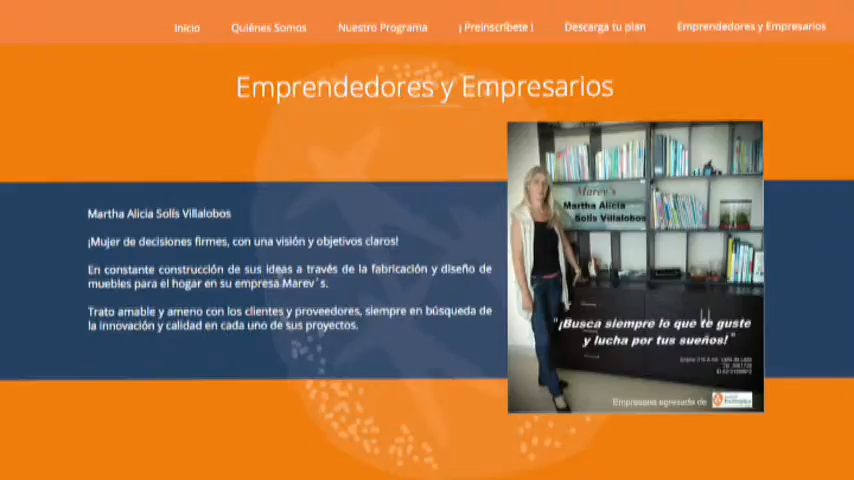 Inicio Quiénes Somos Nuestro Programa ¡ Preinscríbete ! Descarga tu plan Emprendedores y Empresarios
Emprendedores y Empresarios
Martha Alicia Solís Villalobos
¡Mujer de decisiones firmes, con una visión y objetivos claros!
En constante construcción de sus ideas a través de la fabricación y diseño de
muebles para el hogar en su empresa Marev´s.
Trato amable y ameno con los clientes y proveedores, siempre en búsqueda de
la innovación y calidad en cada uno de sus proyectos.
Marev's
Martha Alicia
Solís Villalobos
"¡Busca siempre lo que te guste
y lucha por tus sueños!"
Empresaria egresada de